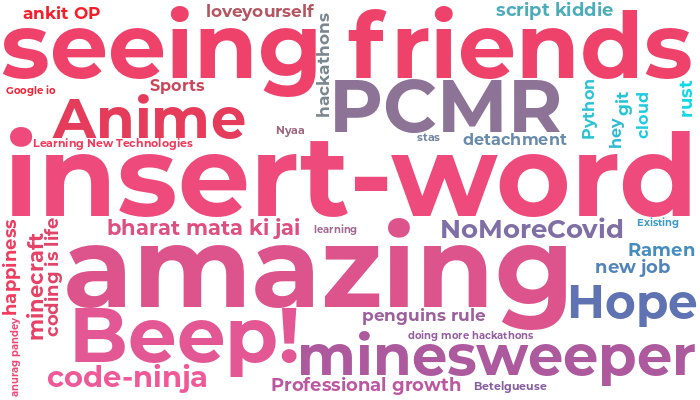 ankit OP
loveyourself
script kiddie
seeing friends
Google io
Sports
hackathons
Anime
PCMR
Python
hey git
cloud
rust
Nyaa
stas
detachment
Learning New Technologies
insert-word
bharat mata ki jai
learning
NoMoreCovid
Existing
happiness
minecraft
coding is life
amazing
Ramen
new job
Hope
Beep!
penguins rule
doing more hackathons
minesweeper
anurag pandey
code-ninja
Professional growth
Betelgueuse